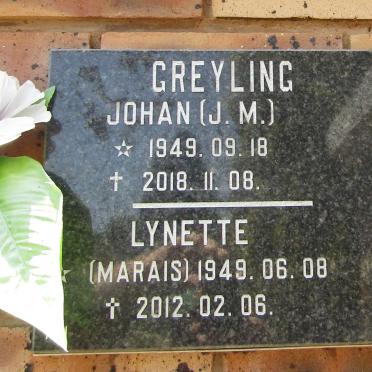 GREYLING
JOHAN (J. M.)
☆ 1949. 09. 18
✝ 2018. 11. 08.
LYNETTE
☆ (MARAIS) 1949. 06. 08
✝ 2012. 02. 06.